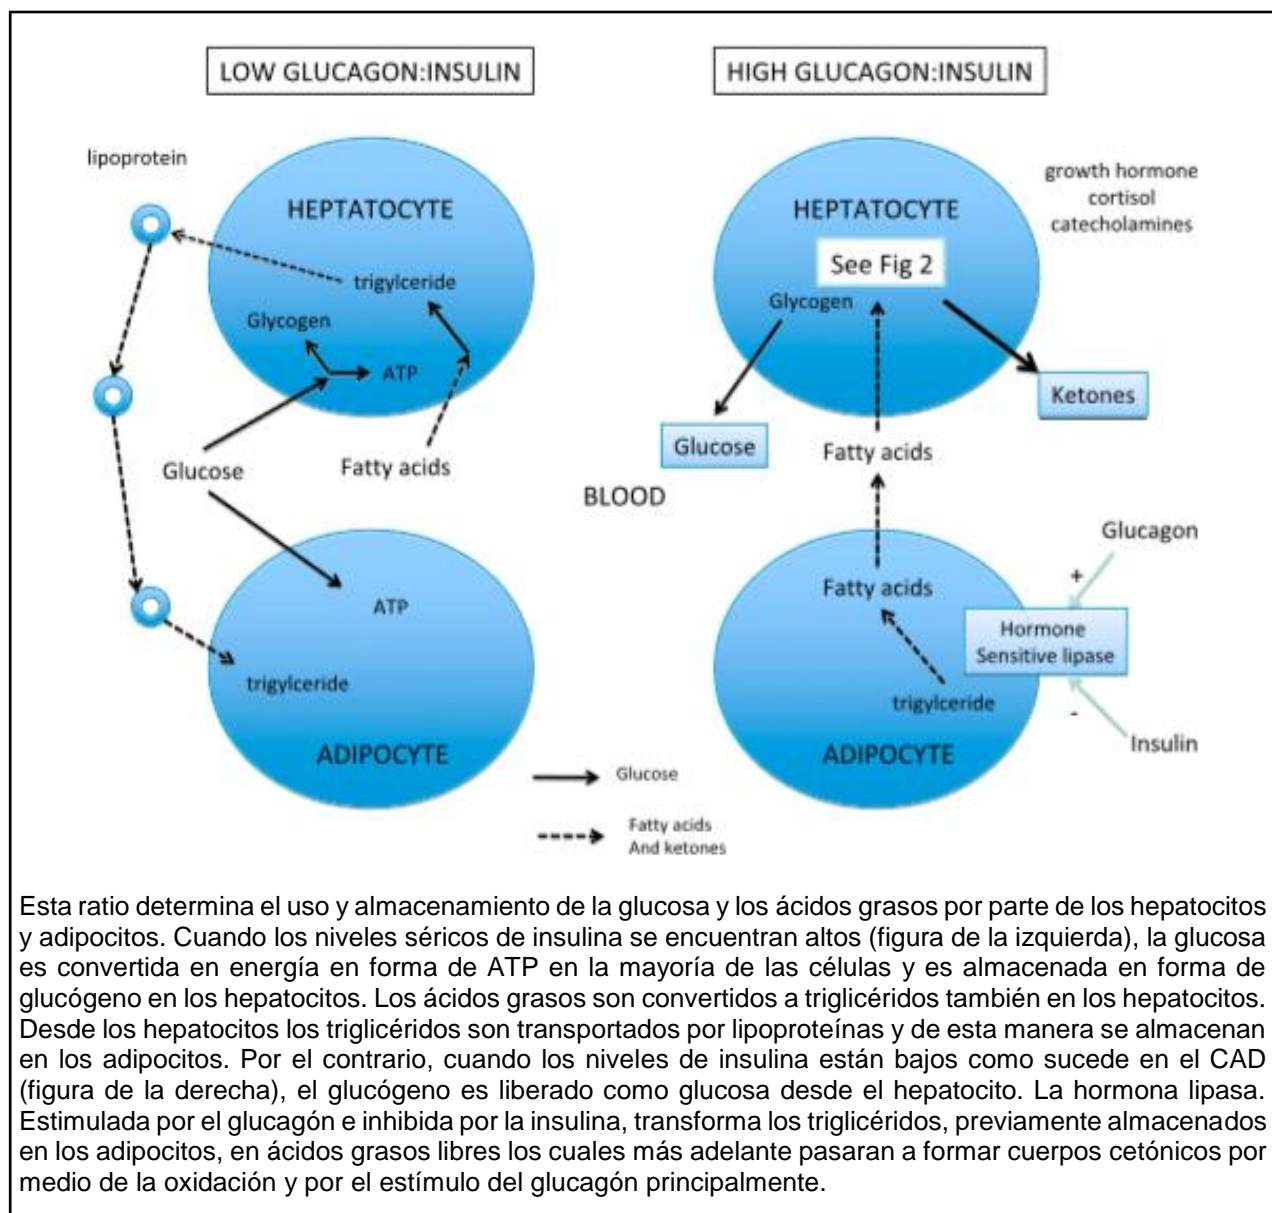 LOW GLUCAGON:INSULIN
HIGH GLUCAGON:INSULIN
lipoprotein
HEPTATOCYTE
trigylceride
Glycogen
ATP
Glucose
Fatty acids
ATP
trigylceride
ADIPOCYTE
BLOOD
HEPTATOCYTE
See Fig 2
Glycogen
growth hormone
cortisol
catecholamines
Ketones
Glucose
Fatty acids
Glucagon
+
Fatty acids
Hormone
Sensitive lipase
trigylceride
-
Insulin
ADIPOCYTE
Glucose
Fatty acids
And ketones
Esta ratio determina el uso y almacenamiento de la glucosa y los ácidos grasos por parte de los hepatocitos
y adipocitos. Cuando los niveles séricos de insulina se encuentran altos (figura de la izquierda), la glucosa
es convertida en energía en forma de ATP en la mayoría de las células y es almacenada en forma de
glucógeno en los hepatocitos. Los ácidos grasos son convertidos a triglicéridos también en los hepatocitos.
Desde los hepatocitos los triglicéridos son transportados por lipoproteínas y de esta manera se almacenan
en los adipocitos. Por el contrario, cuando los niveles de insulina están bajos como sucede en el CAD
(figura de la derecha), el glucógeno es liberado como glucosa desde el hepatocito. La hormona lipasa.
Estimulada por el glucagón e inhibida por la insulina, transforma los triglicéridos, previamente almacenados
en los adipocitos, en ácidos grasos libres los cuales más adelante pasaran a formar cuerpos cetónicos por
medio de la oxidación y por el estímulo del glucagón principalmente.